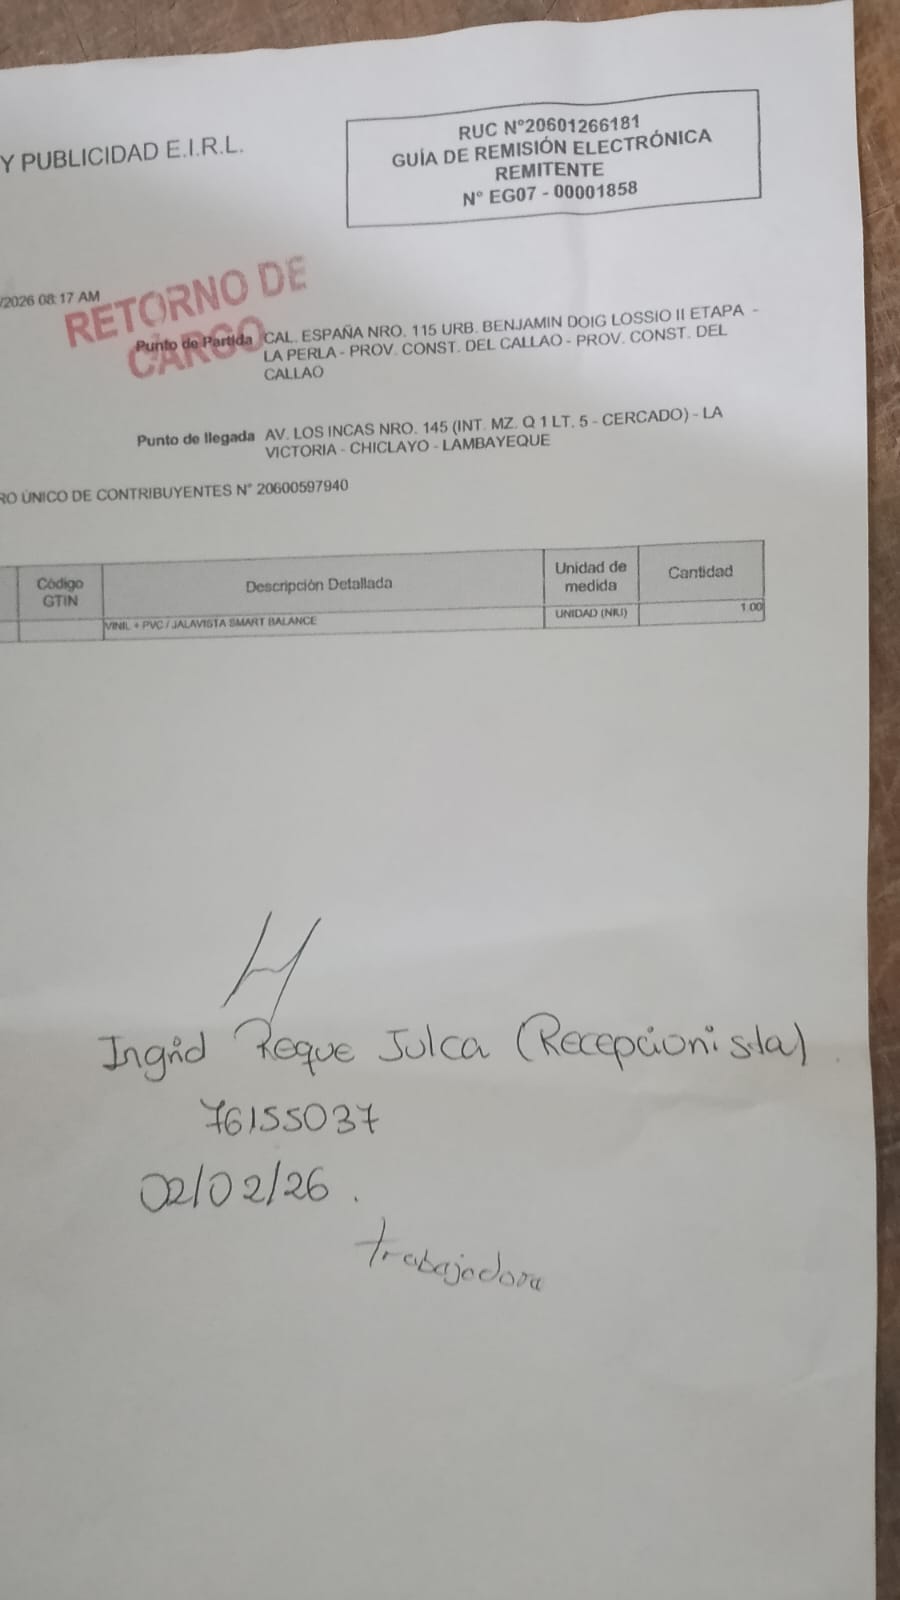 Y PUBLICIDAD E.I.R.L.
RUC N°20601266181
GUÍA DE REMISIÓN ELECTRÓNICA
REMITENTE
N° EG07 - 00001858
/2026 08:17 AM
RETORNO DE
CARGO
Punto de Partida CAL. ESPAÑA NRO. 115 URB. BENJAMIN DOIG LOSSIO II ETAPA -
LA PERLA - PROV. CONST. DEL CALLAO - PROV. CONST. DEL
CALLAO
Punto de llegada AV. LOS INCAS NRO. 145 (INT. MZ. Q 1 LT. 5 - CERCADO) - LA
VICTORIA - CHICLAYO - LAMBAYEQUE
RO ÚNICO DE CONTRIBUYENTES N° 20600597940
Código GTIN Descripción Detallada Unidad de medida Cantidad
VINIL + PVC / JALAVISTA SMART BALANCE UNIDAD (NIU) 1.00
Ingrid Reque Julca (Recepcionista)
76155037
02/02/26.
trabajadora